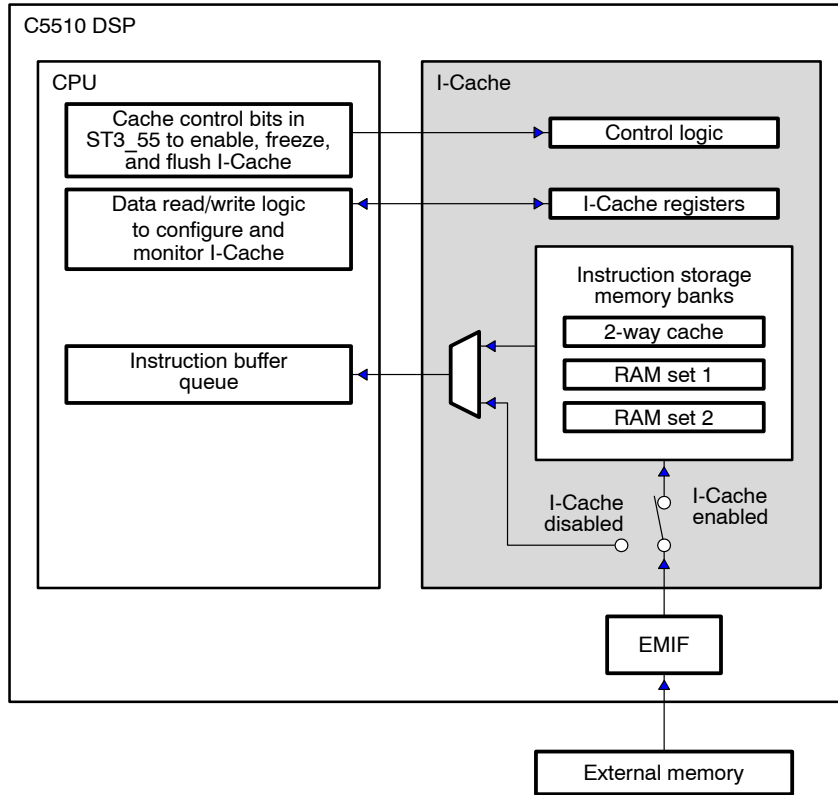 C5510 DSP
CPU
Cache control bits in
ST3_55 to enable, freeze,
and flush I-Cache
Data read/write logic
to configure and
monitor I-Cache
Instruction buffer
queue
I-Cache
Control logic
I-Cache registers
Instruction storage
memory banks
2-way cache
RAM set 1
RAM set 2
I-Cache
disabled
I-Cache
enabled
EMIF
External memory